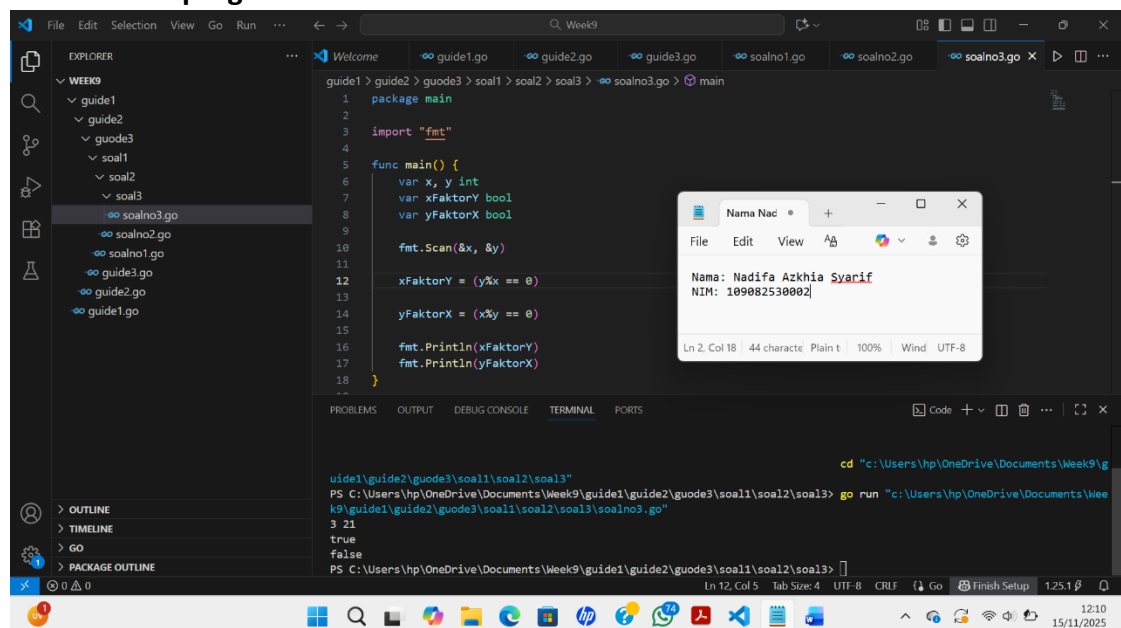 File Edit Selection View Go Run ... Week9
EXPLORER ...
WEEK9
guide1
guide2
guode3
soal1
soal2
soal3
soalno3.go
soalno2.go
soalno1.go
guide3.go
guide2.go
guide1.go
OUTLINE
TIMELINE
GO
PACKAGE OUTLINE
Welcome guide1.go guide2.go guide3.go soalno1.go soalno2.go soalno3.go
guide1 > guide2 > guode3 > soal1 > soal2 > soal3 > soalno3.go > main
1 package main
2
3 import "fmt"
4
5 func main() {
6 var x, y int
7 var xFaktorY bool
8 var yFaktorX bool
9
10 fmt.Scan(&x, &y)
11
12 xFaktorY = (y%x == 0)
13
14 yFaktorX = (x%y == 0)
15
16 fmt.Println(xFaktorY)
17 fmt.Println(yFaktorX)
18 }
Nama Nad
File Edit View
Nama: Nadifa Azkhia Syarif
NIM: 109082530002
Ln 2, Col 18 44 characte Plain t 100% Wind UTF-8
PROBLEMS OUTPUT DEBUG CONSOLE TERMINAL PORTS Code
cd "c:\Users\hp\OneDrive\Documents\Week9\g
uide1\guide2\guode3\soal1\soal2\soal3"
PS C:\Users\hp\OneDrive\Documents\Week9\guide1\guide2\guode3\soal1\soal2\soal3> go run "c:\Users\hp\OneDrive\Documents\Wee
k9\guide1\guide2\guode3\soal1\soal2\soal3\soalno3.go"
3 21
true
false
PS C:\Users\hp\OneDrive\Documents\Week9\guide1\guide2\guode3\soal1\soal2\soal3>
0 0 Ln 12, Col 5 Tab Size: 4 UTF-8 CRLF Go Finish Setup 1.25.1
12:10
15/11/2025